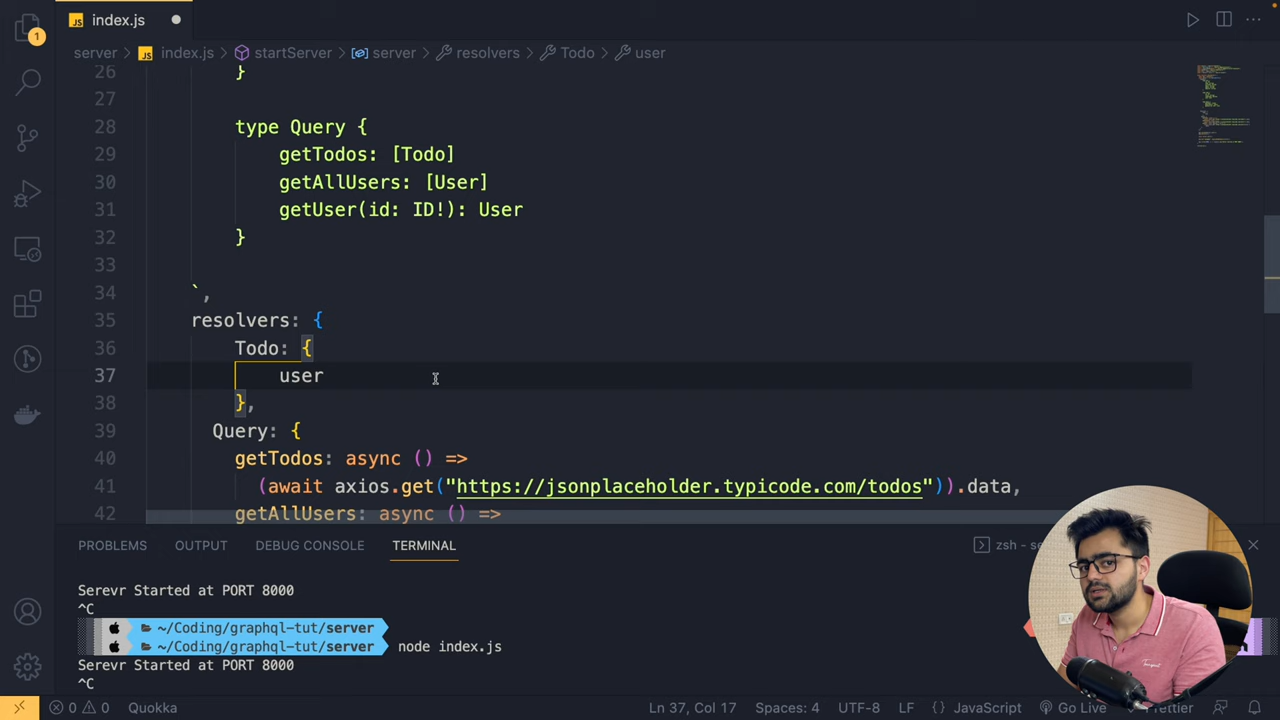 index.js
server > index.js > startServer > server > resolvers > Todo > user
1
26 }
27
28 type Query {
29 getTodos: [Todo]
30 getAllUsers: [User]
31 getUser(id: ID!): User
32 }
33
34 `,
35 resolvers: {
36 Todo: {
37 user
38 },
39 Query: {
40 getTodos: async () =>
41 (await axios.get("https://jsonplaceholder.typicode.com/todos")).data,
42 getAllUsers: async () =>
PROBLEMS OUTPUT DEBUG CONSOLE TERMINAL zsh
Serevr Started at PORT 8000
^C
~/Coding/graphql-tut/server
~/Coding/graphql-tut/server node index.js
Serevr Started at PORT 8000
^C
0 0 Quokka Ln 37, Col 17 Spaces: 4 UTF-8 LF {} JavaScript Go Live Prettier